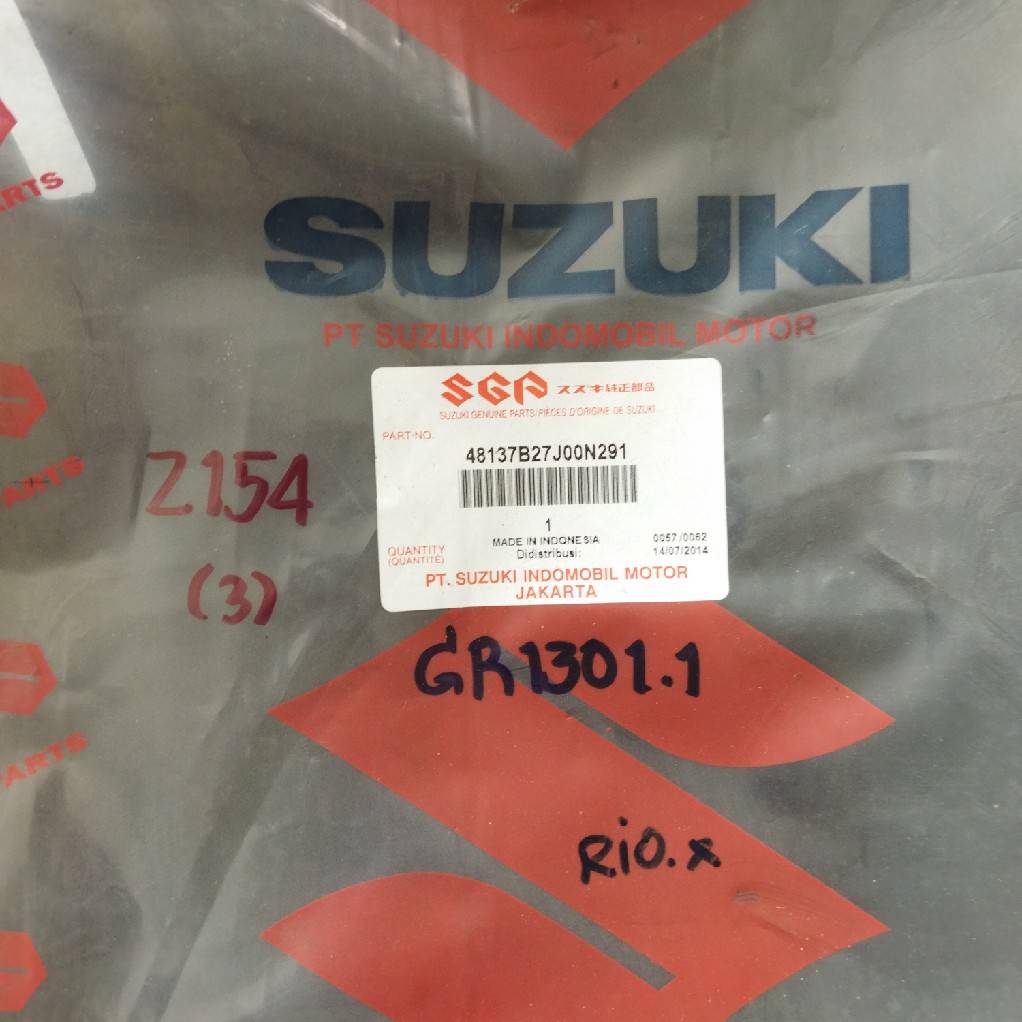 SUZUKI
PT SUZUKI INDOMOBIL MOTOR
SGP スズキ純正部品
SUZUKI GENUINE PARTS/PIECES D'ORIGINE DE SUZUKI
PART-NO.
48137B27J00N291
1
QUANTITY
(QUANTITE)
MADE IN INDONESIA
Didistribusi:
0057/0062
14/07/2014
PT. SUZUKI INDOMOBIL MOTOR
JAKARTA
Z154
(3)
GR1301.1
RiO.x
ARTS
PARTS
PARTS